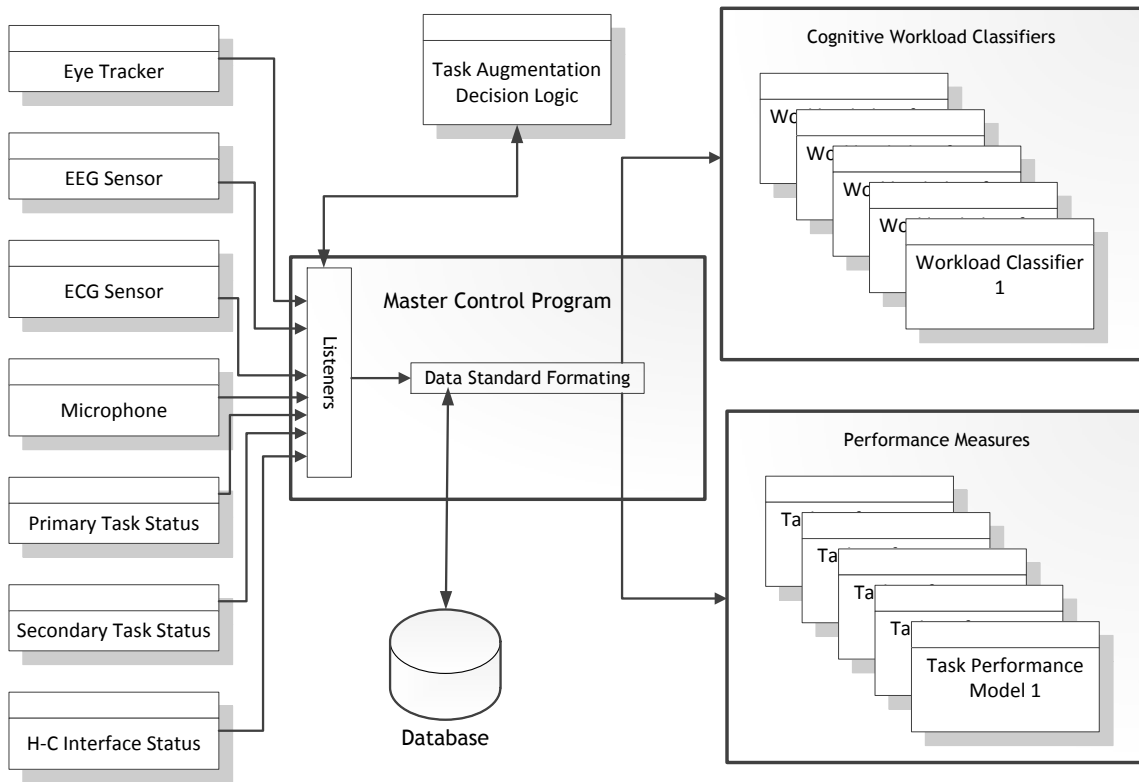 Eye Tracker
EEG Sensor
ECG Sensor
Microphone
Primary Task Status
Secondary Task Status
H-C Interface Status
Task Augmentation
Decision Logic
Master Control Program
Listeners
Data Standard Formating
Database
Cognitive Workload Classifiers
Workload Classifier
1
Performance Measures
Task Performance
Model 1